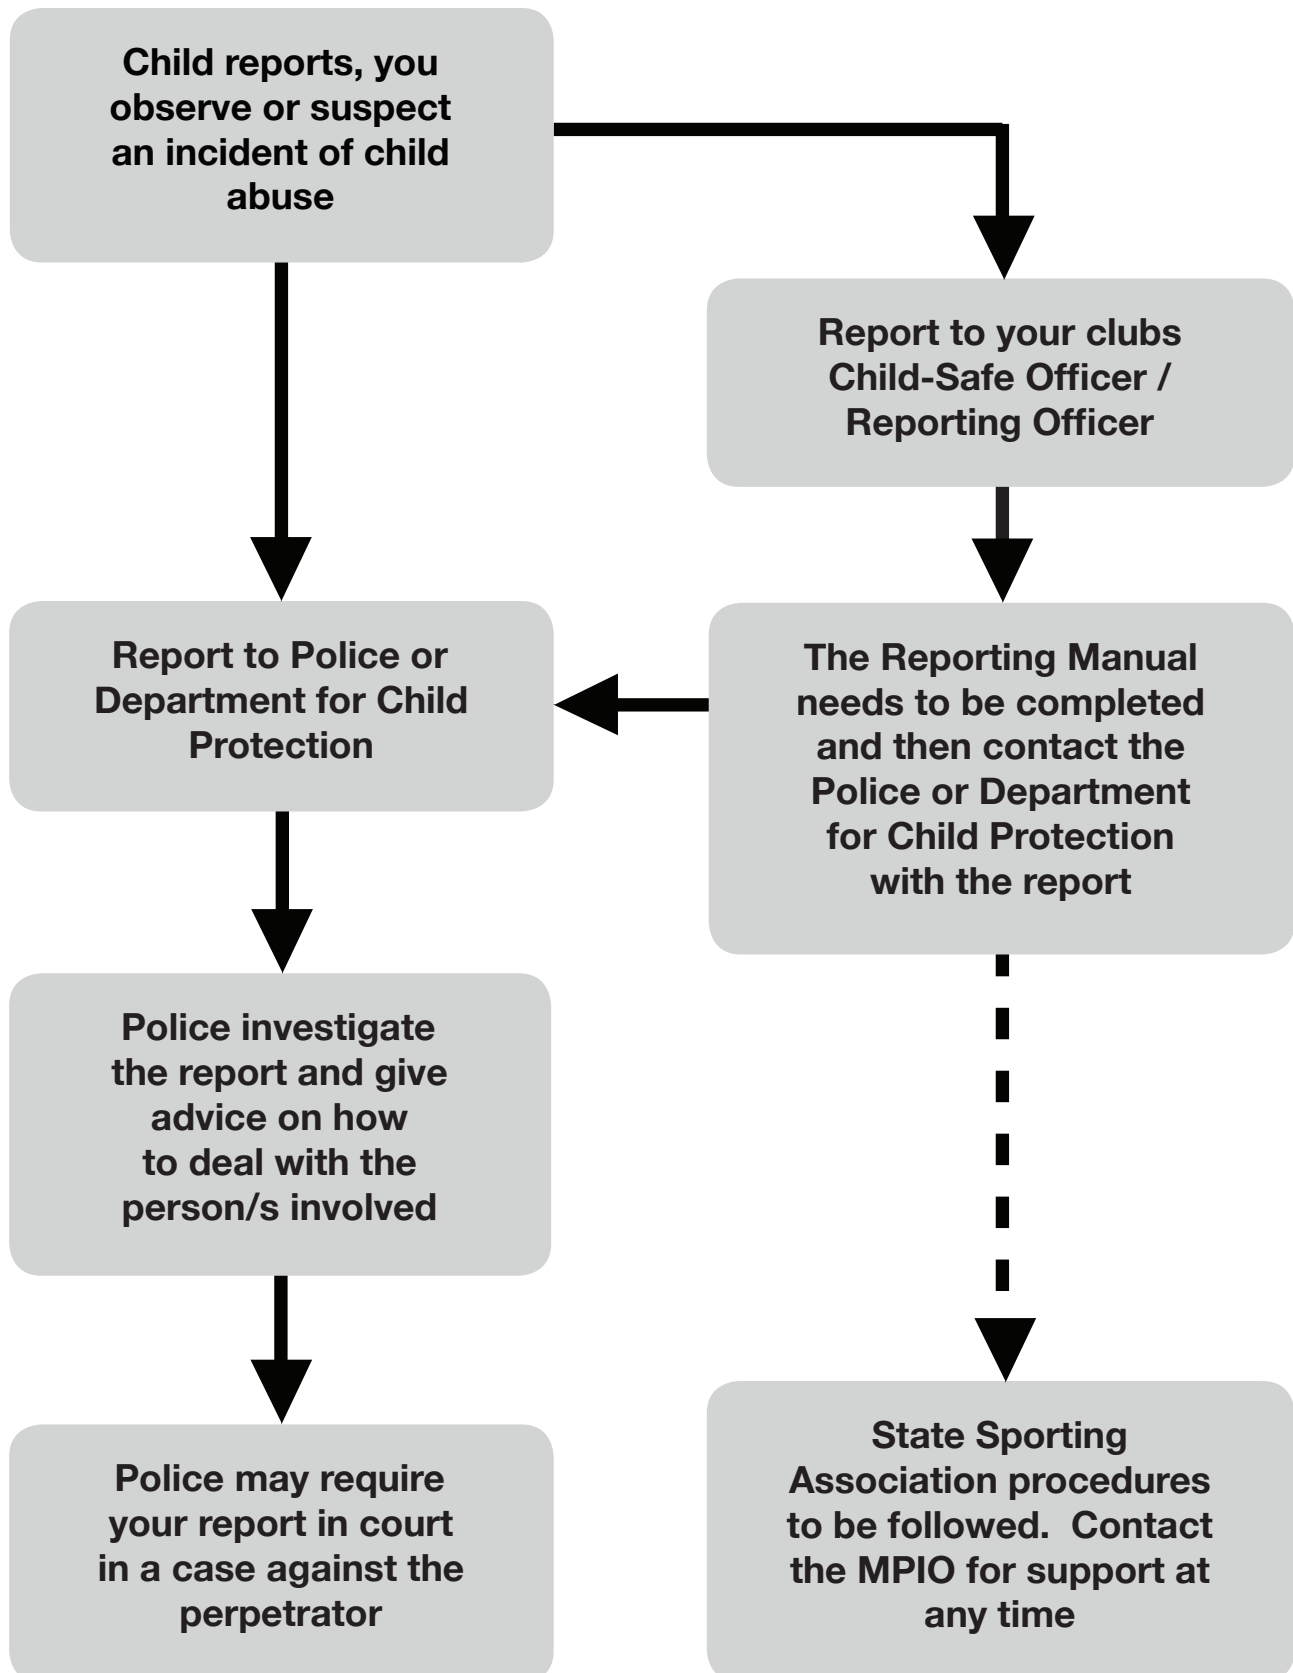 Child reports, you
observe or suspect
an incident of child
abuse
Report to your clubs
Child-Safe Officer /
Reporting Officer
Report to Police or
Department for Child
Protection
The Reporting Manual
needs to be completed
and then contact the
Police or Department
for Child Protection
with the report
Police investigate
the report and give
advice on how
to deal with the
person/s involved
Police may require
your report in court
in a case against the
perpetrator
State Sporting
Association procedures
to be followed.  Contact
the MPIO for support at
any time